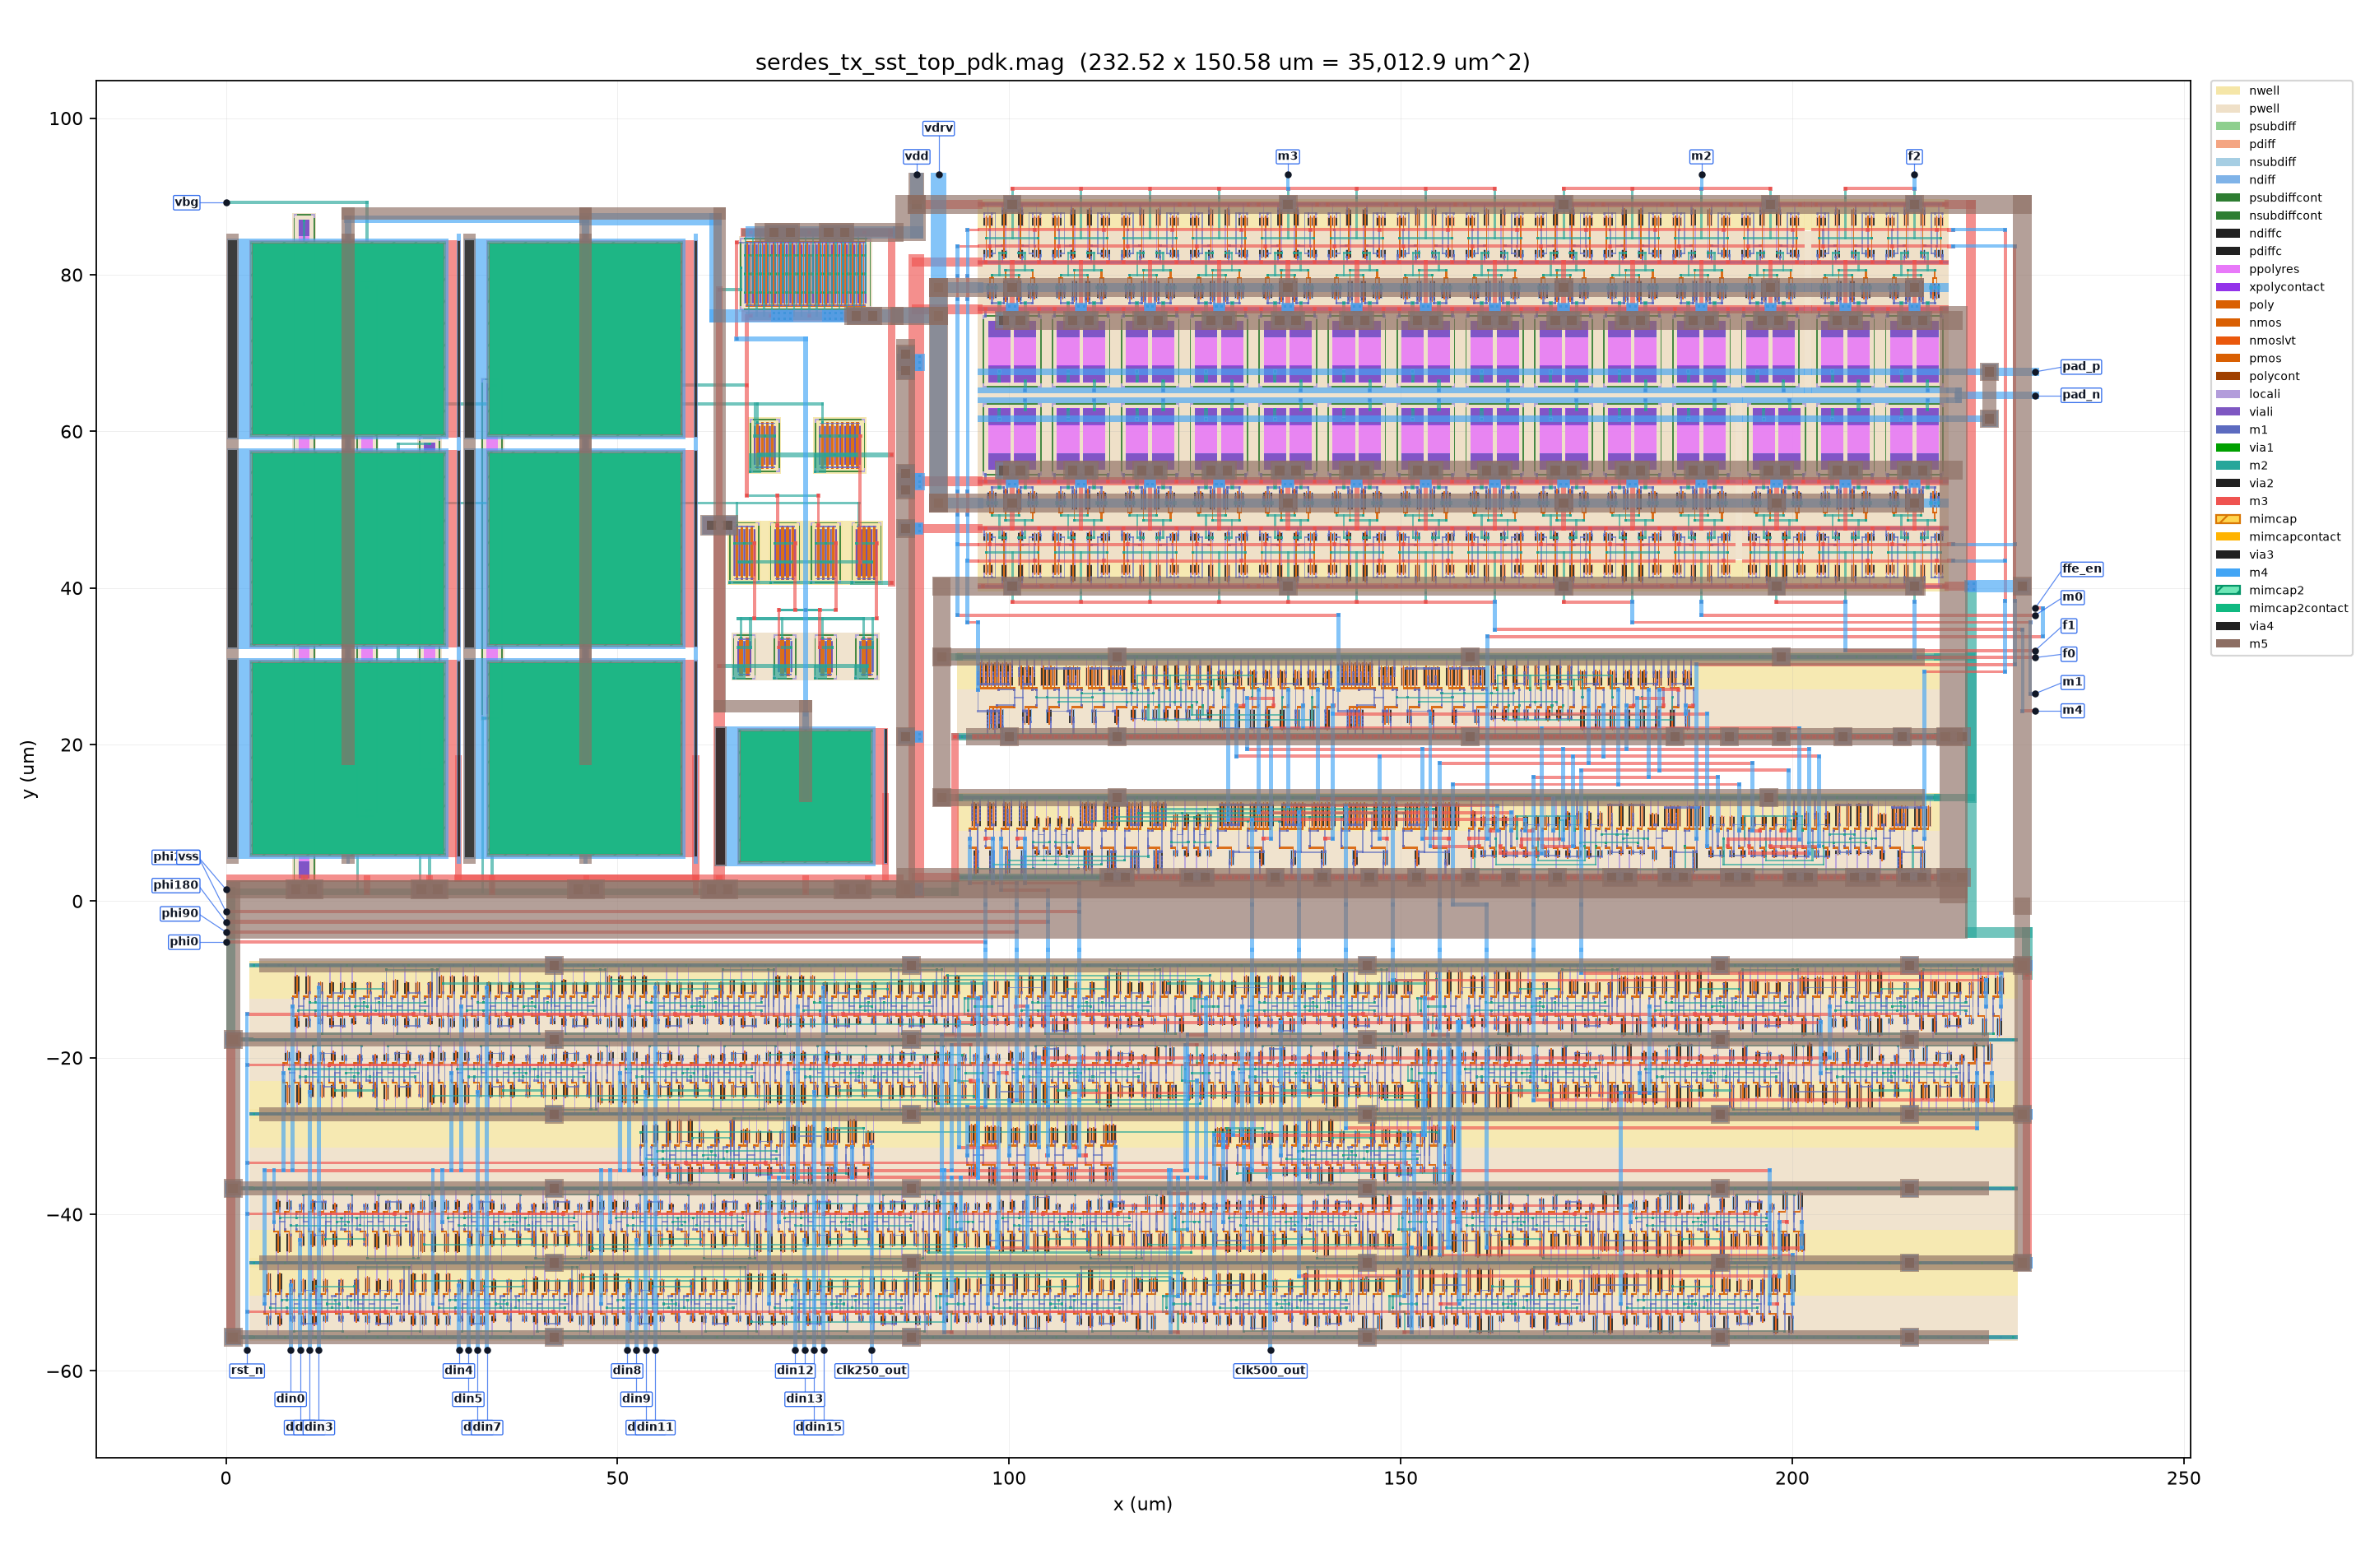 serdes_tx_sst_top_pdk.mag (232.52 x 150.58 um = 35,012.9 um^2)
nwell
pwell
psubdiff
pdiff
nsubdiff
ndiff
psubdiffcont
nsubdiffcont
ndiffc
pdiffc
ppolyres
xpolycontact
poly
nmos
nmoslvt
pmos
polycont
locali
viali
m1
via1
m2
via2
m3
mimcap
mimcapcontact
via3
m4
mimcap2
mimcap2contact
via4
m5
vdrv
vdd
m3
m2
f2
vbg
pad_p
pad_n
ffe_en
m0
f1
f0
m1
m4
vss
phi180
phi90
phi0
rst_n
din4
din8
din12
clk250_out
clk500_out
din0
din5
din9
din13
din3
din7
din11
din15
100
80
60
40
20
0
−20
−40
−60
y (um)
0
50
100
150
200
250
x (um)